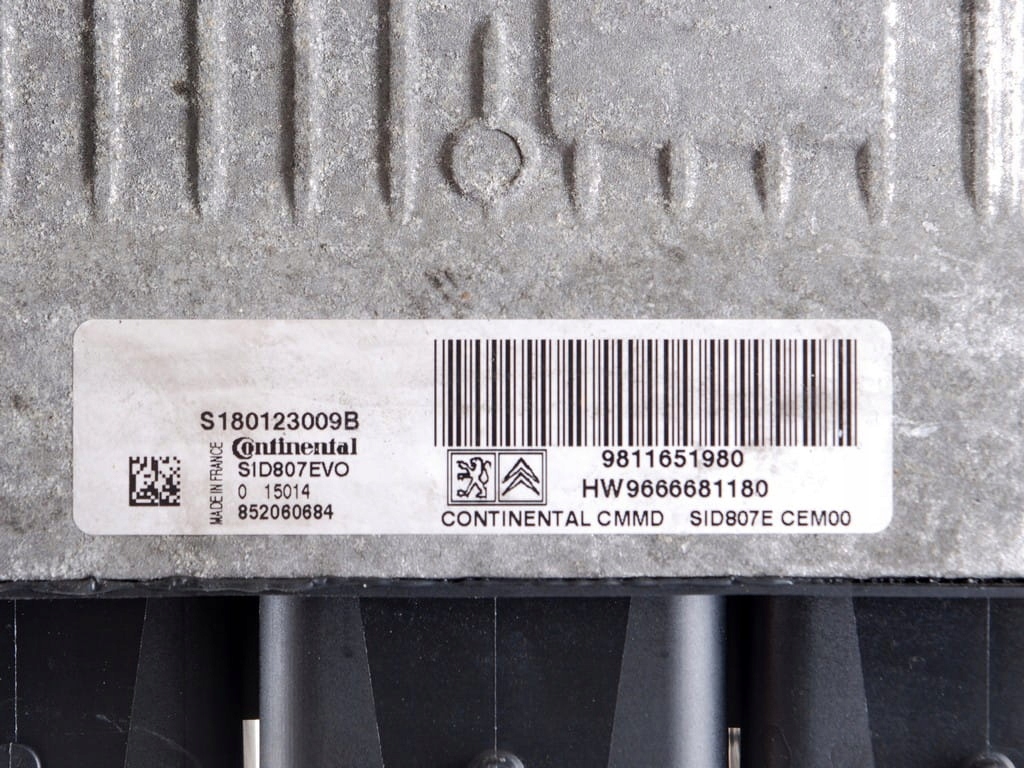 S180123009B
Continental
SID807EVO
0 15014
852060684
MADE IN FRANCE
9811651980
HW9666681180
CONTINENTAL CMMD SID807E CEM00